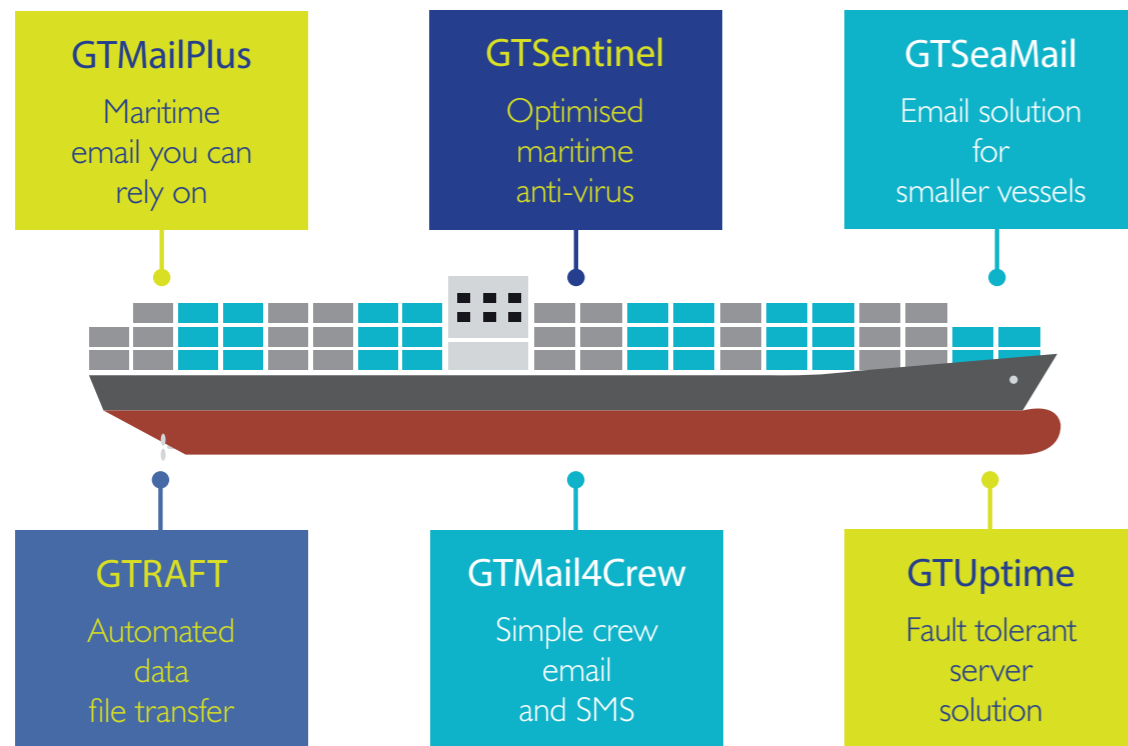 GTMailPlus
Maritime
email you can
rely on
GTSentinel
Optimised
maritime
anti-virus
GTSeaMail
Email solution
for
smaller vessels
GTRAFT
Automated
data
file transfer
GTMail4Crew
Simple crew
email
and SMS
GTUptime
Fault tolerant
server
solution